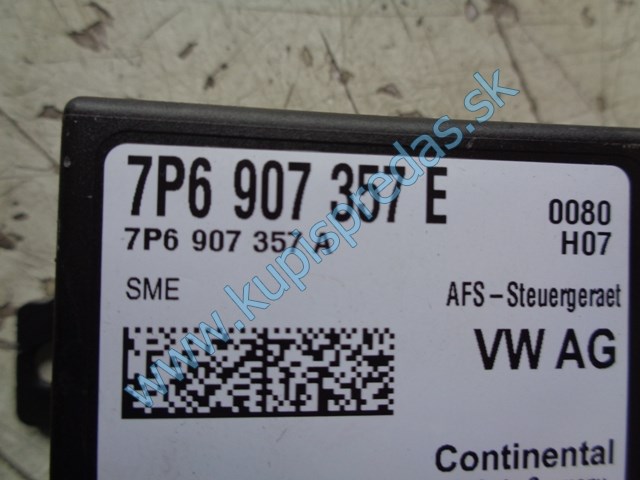 7P6 907 357 E
7P6 907 357 A
0080
H07
SME
AFS-Steuergeraet
VW AG
Continental
www.kupispredas.sk